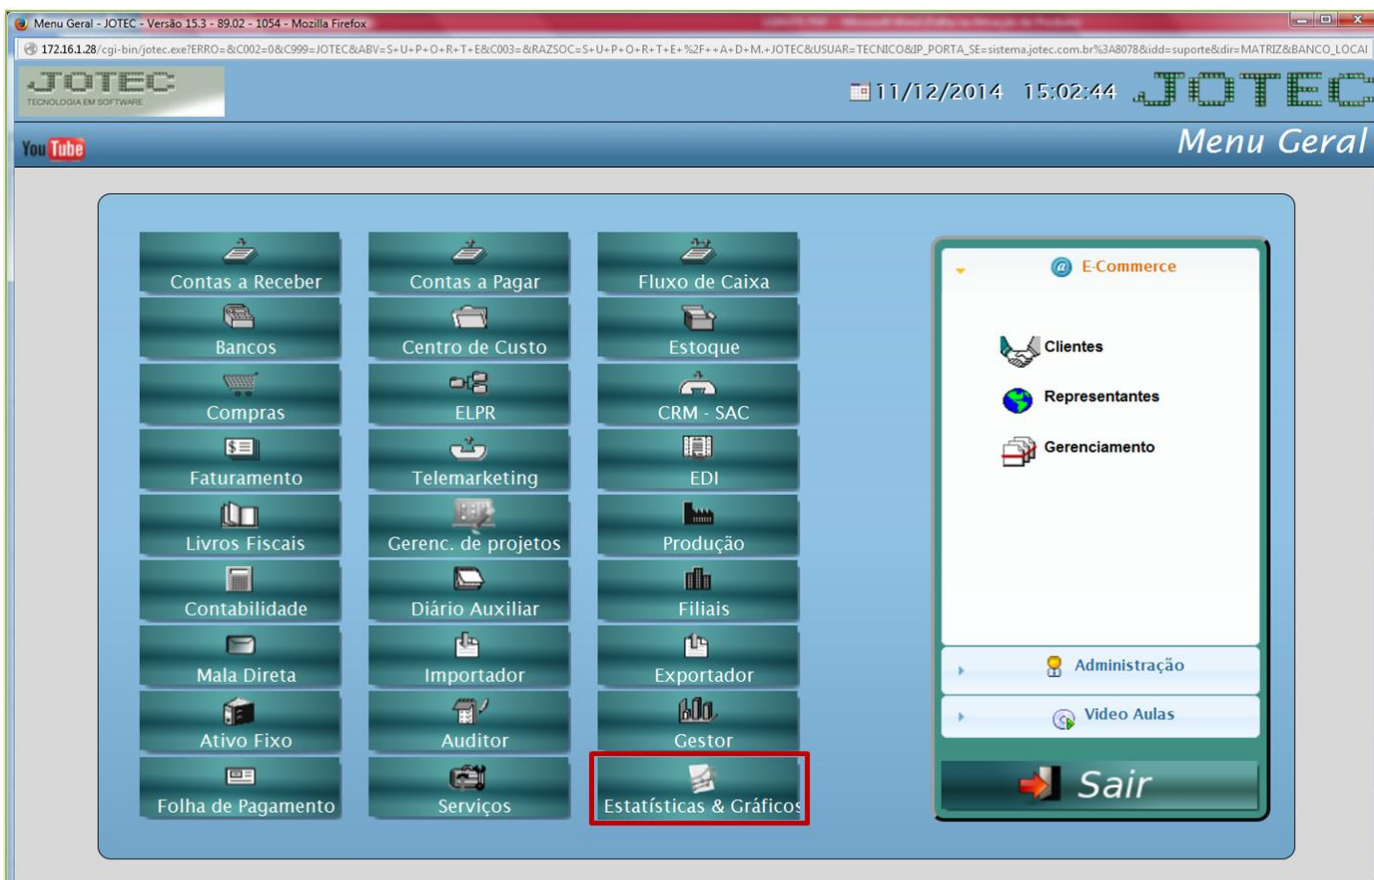 Menu Geral - JOTEC - Versão 15.3 - 89.02 - 1054 - Mozilla Firefox
172.16.1.28/cgi-bin/jotec.exe?ERRO=&C002=0&C999=JOTEC&ABV=S+U+P+O+R+T+E&C003=&RAZSOC=S+U+P+O+R+T+E+%2F++A+D+M.+JOTEC&USUAR=TECNICO&IP_PORTA_SE=sistema.jotec.com.br%3A8078&idd=suporte&dir=MATRIZ&BANCO_LOCAI
JOTEC
TECNOLOGIA EM SOFTWARE
11/12/2014 15:02:44
JOTEC
You Tube
Menu Geral
Contas a Receber
Contas a Pagar
Fluxo de Caixa
Bancos
Centro de Custo
Estoque
Compras
ELPR
CRM - SAC
Faturamento
Telemarketing
EDI
Livros Fiscais
Gerenc. de projetos
Produção
Contabilidade
Diário Auxiliar
Filiais
Mala Direta
Importador
Exportador
Ativo Fixo
Auditor
Gestor
Folha de Pagamento
Serviços
Estatísticas & Gráficos
E-Commerce
Clientes
Representantes
Gerenciamento
Administração
Video Aulas
Sair